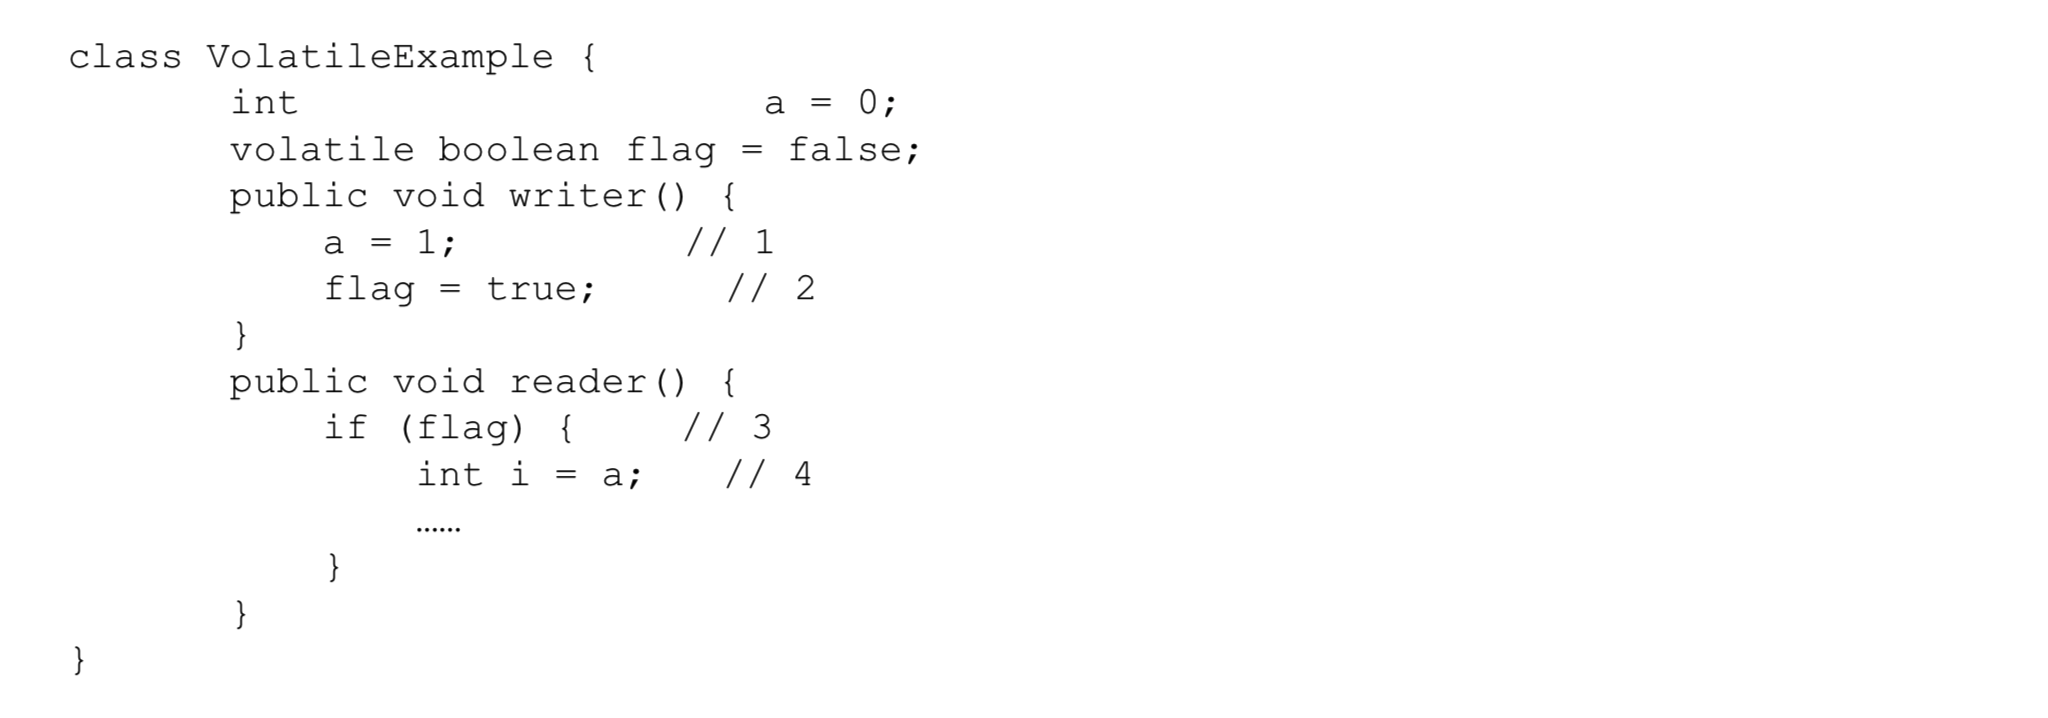 class VolatileExample {
int a = 0;
volatile boolean flag = false;
public void writer() {
a = 1; // 1
flag = true; // 2
}
public void reader() {
if (flag) { // 3
int i = a; // 4
……
}
}
}